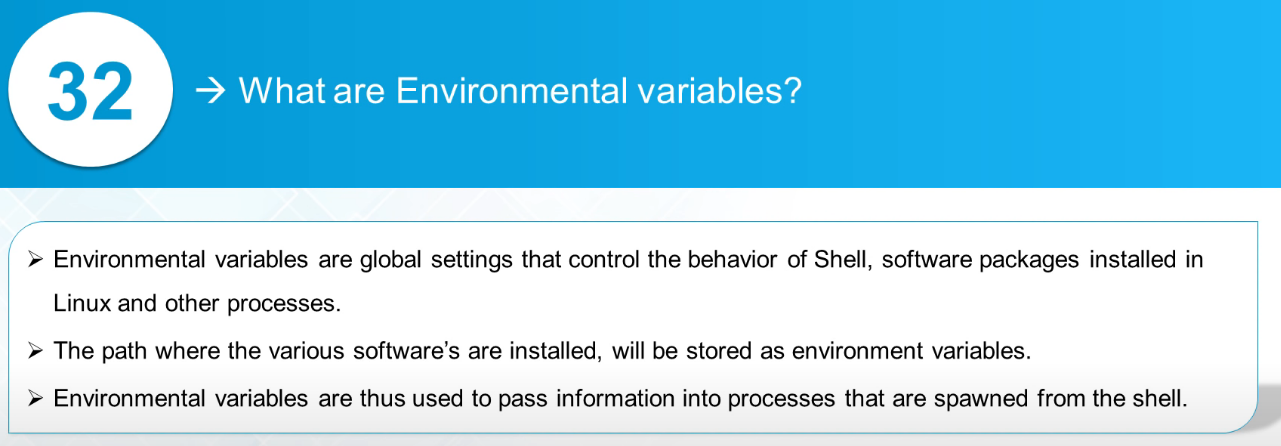 32
→ What are Environmental variables?
➤ Environmental variables are global settings that control the behavior of Shell, software packages installed in
Linux and other processes.
➤ The path where the various software’s are installed, will be stored as environment variables.
➤ Environmental variables are thus used to pass information into processes that are spawned from the shell.